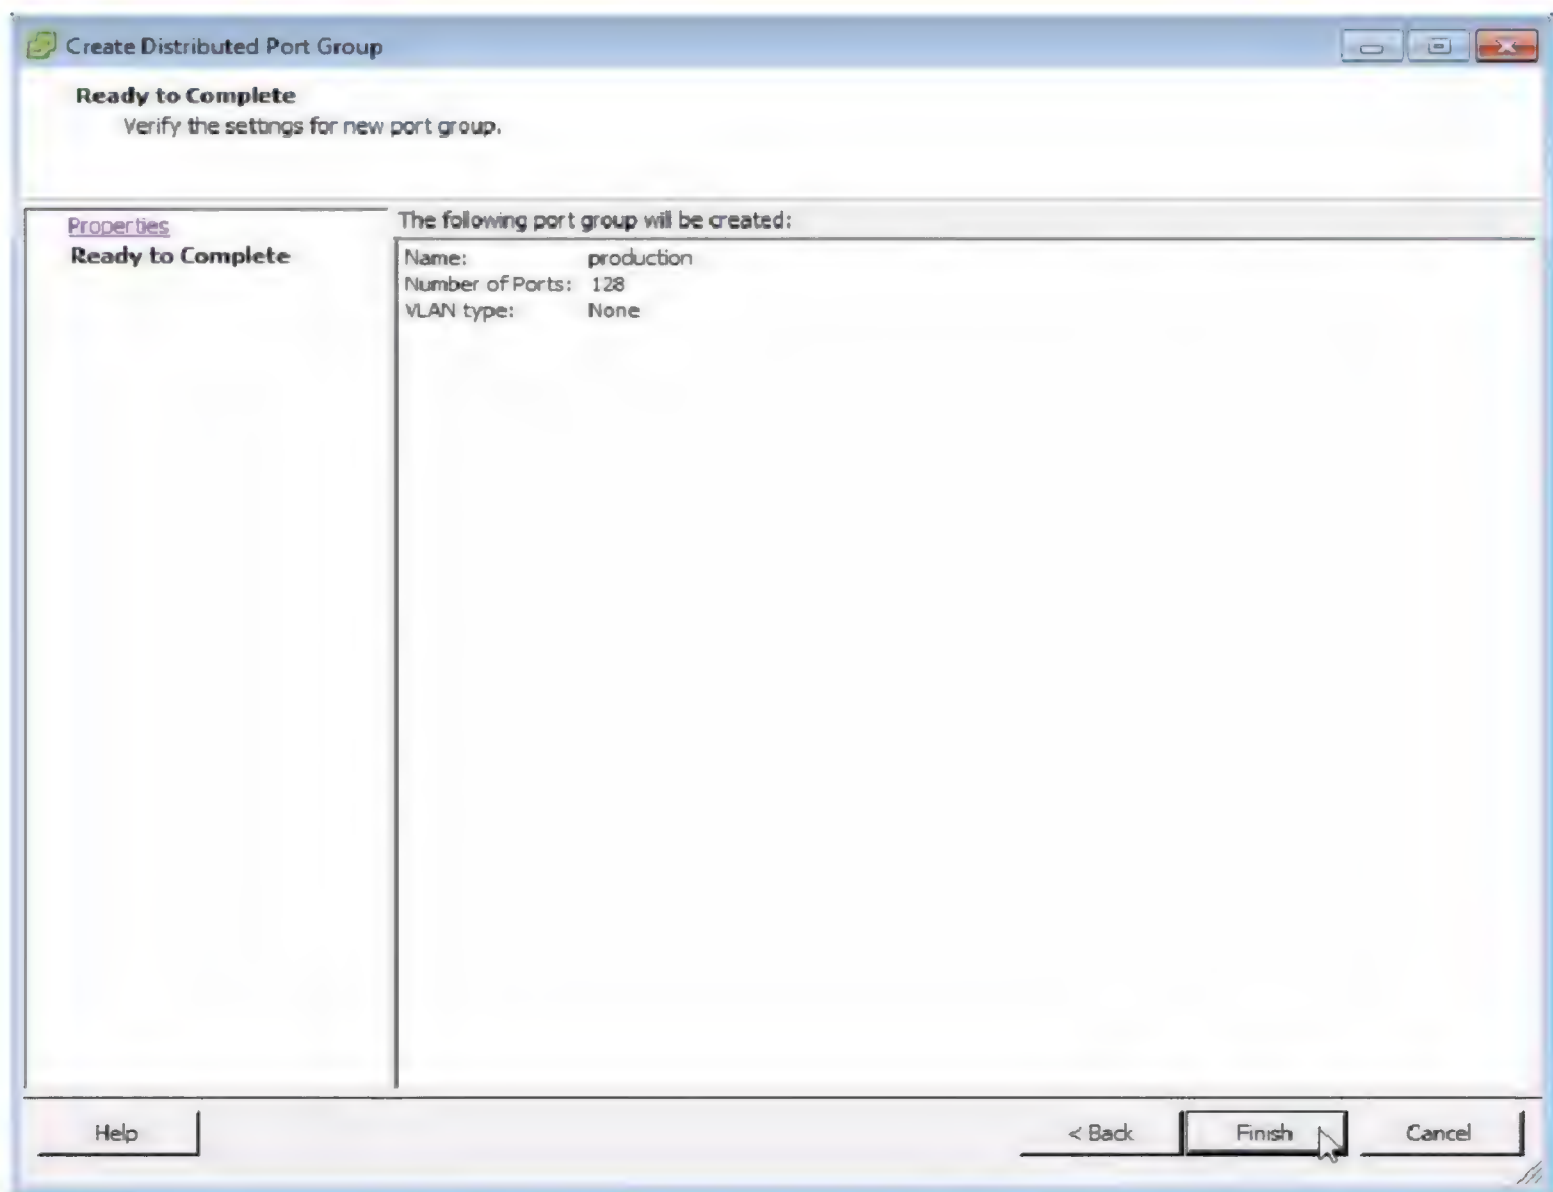 Create Distributed Port Group
Ready to Complete
Verify the settings for new port group.
Properties
Ready to Complete
The following port group will be created:
Name: production
Number of Ports: 128
VLAN type: None
Help
< Back
Finish
Cancel